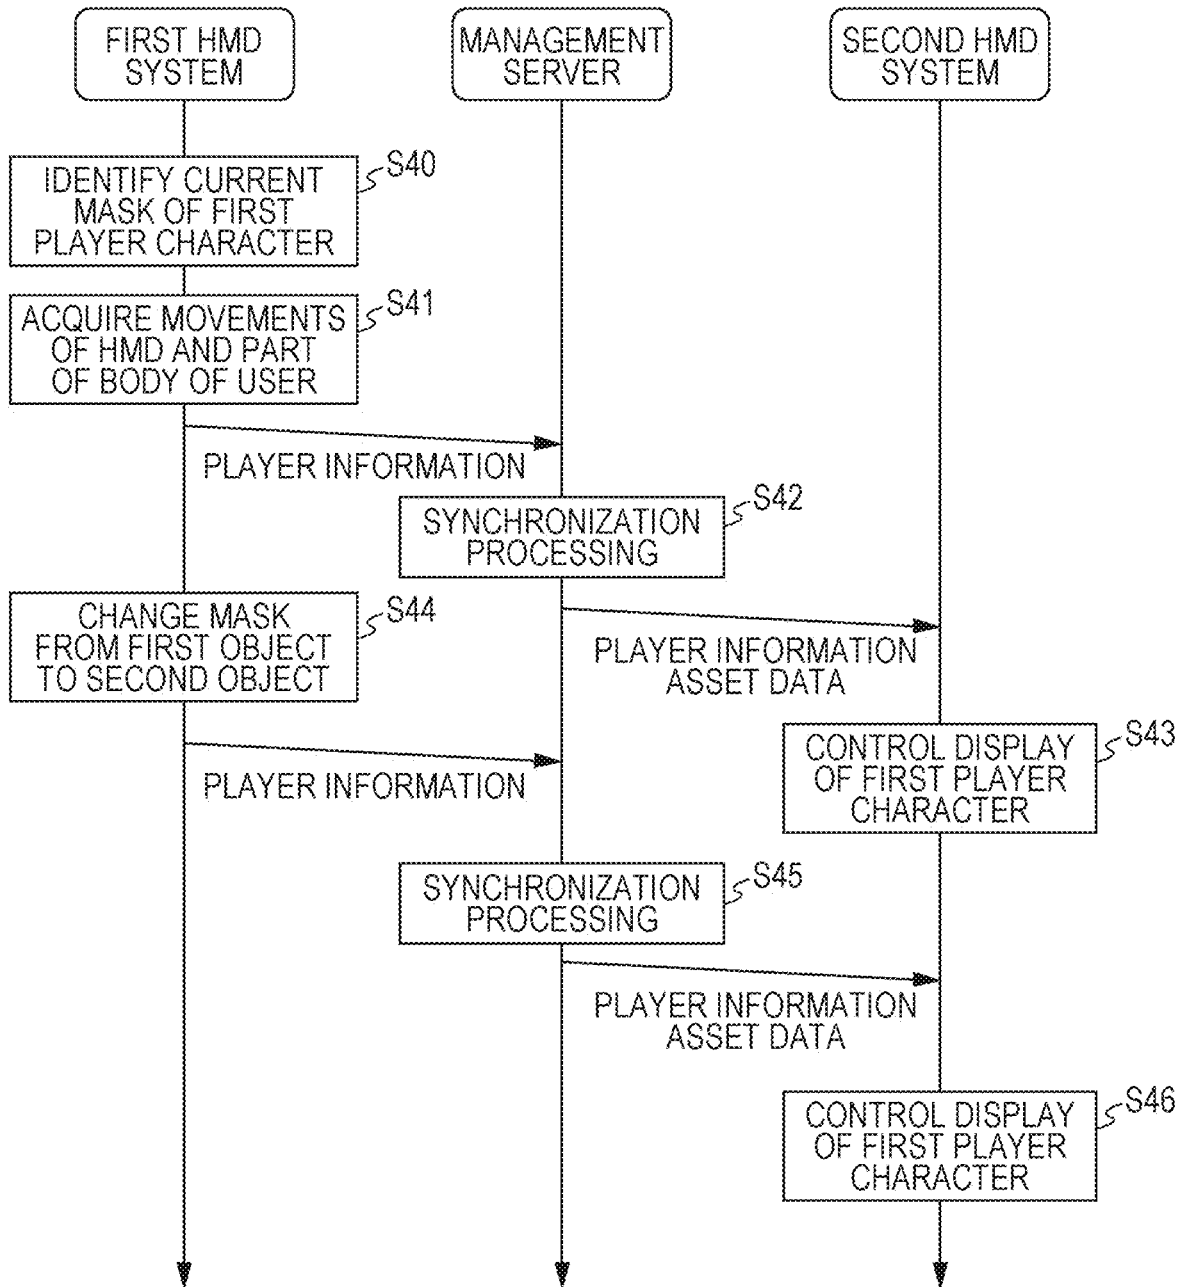 FIRST HMD
SYSTEM
MANAGEMENT
SERVER
SECOND HMD
SYSTEM
IDENTIFY CURRENT
MASK OF FIRST
PLAYER CHARACTER
S40
ACQUIRE MOVEMENTS
OF HMD AND PART
OF BODY OF USER
S41
PLAYER INFORMATION
SYNCHRONIZATION
PROCESSING
S42
CHANGE MASK
FROM FIRST OBJECT
TO SECOND OBJECT
S44
PLAYER INFORMATION
ASSET DATA
CONTROL DISPLAY
OF FIRST PLAYER
CHARACTER
S43
PLAYER INFORMATION
SYNCHRONIZATION
PROCESSING
S45
PLAYER INFORMATION
ASSET DATA
CONTROL DISPLAY
OF FIRST PLAYER
CHARACTER
S46